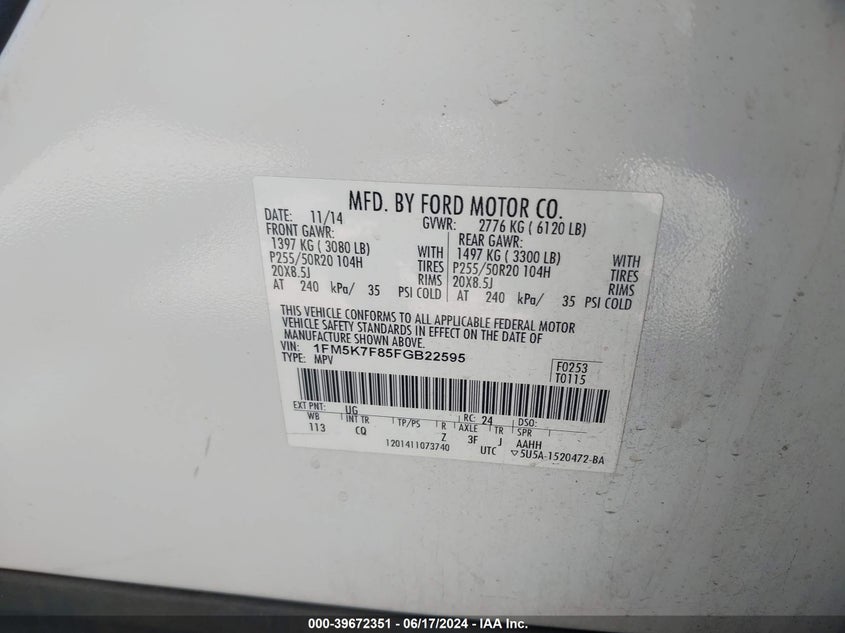 MFD. BY FORD MOTOR CO.
DATE: 11/14 GVWR: 2776 KG ( 6120 LB)
FRONT GAWR: REAR GAWR:
1397 KG ( 3080 LB) WITH 1497 KG ( 3300 LB) WITH
P255/50R20 104H TIRES P255/50R20 104H TIRES
20X8.5J RIMS 20X8.5J RIMS
AT 240 kPa/ 35 PSI COLD AT 240 kPa/ 35 PSI COLD
THIS VEHICLE CONFORMS TO ALL APPLICABLE FEDERAL MOTOR
VEHICLE SAFETY STANDARDS IN EFFECT ON THE DATE OF
MANUFACTURE SHOWN ABOVE.
VIN: 1FM5K7F85FGB22595
TYPE: MPV
F0253
T0115
EXT PNT: UG RC: 24 DSO:
WB INT TR TP/PS R AXLE TR SPR
113 CQ Z 3F J AAHH
1201411073740 UTC ▽5U5A-1520472-BA
000-39672351 / 06/17/2024 - IAA Inc.